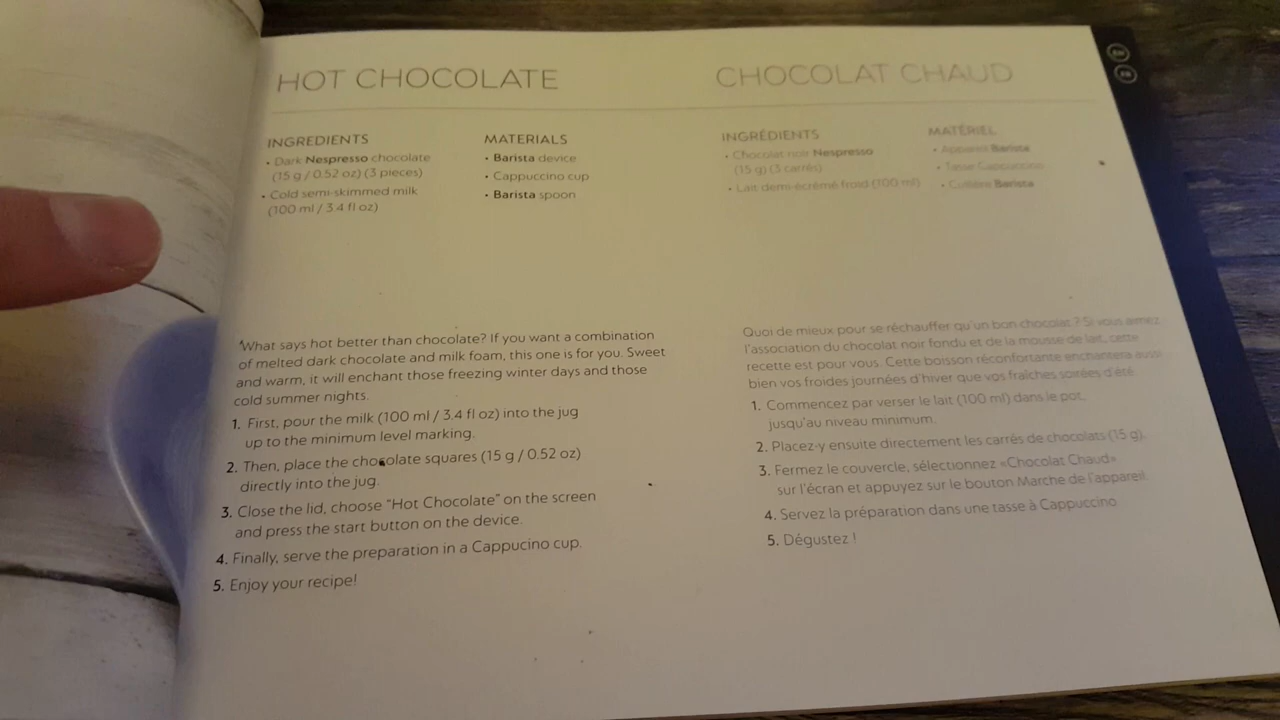 HOT CHOCOLATE
INGREDIENTS
• Dark Nespresso chocolate
(15 g / 0.52 oz) (3 pieces)
• Cold semi-skimmed milk
(100 ml / 3.4 fl oz)
MATERIALS
• Barista device
• Cappuccino cup
• Barista spoon
What says hot better than chocolate? If you want a combination
of melted dark chocolate and milk foam, this one is for you. Sweet
and warm, it will enchant those freezing winter days and those
cold summer nights.
1. First, pour the milk (100 ml / 3.4 fl oz) into the jug
up to the minimum level marking.
2. Then, place the chocolate squares (15 g / 0.52 oz)
directly into the jug.
3. Close the lid, choose “Hot Chocolate” on the screen
and press the start button on the device.
4. Finally, serve the preparation in a Cappucino cup.
5. Enjoy your recipe!
CHOCOLAT CHAUD
INGRÉDIENTS
• Chocolat noir Nespresso
(15 g) (3 carrés)
• Lait demi-écrémé froid (100 ml)
MATÉRIEL
• Appareil Barista
• Tasse Cappuccino
• Cuillère Barista
Quoi de mieux pour se réchauffer qu'un bon chocolat ? Si vous aimez
l'association du chocolat noir fondu et de la mousse de lait, cette
recette est pour vous. Cette boisson réconfortante enchantera aussi
bien vos froides journées d'hiver que vos fraîches soirées d'été.
1. Commencez par verser le lait (100 ml) dans le pot,
jusqu'au niveau minimum.
2. Placez-y ensuite directement les carrés de chocolats (15 g).
3. Fermez le couvercle, sélectionnez «Chocolat Chaud»
sur l'écran et appuyez sur le bouton Marche de l'appareil.
4. Servez la préparation dans une tasse à Cappuccino.
5. Dégustez !
EN
FR